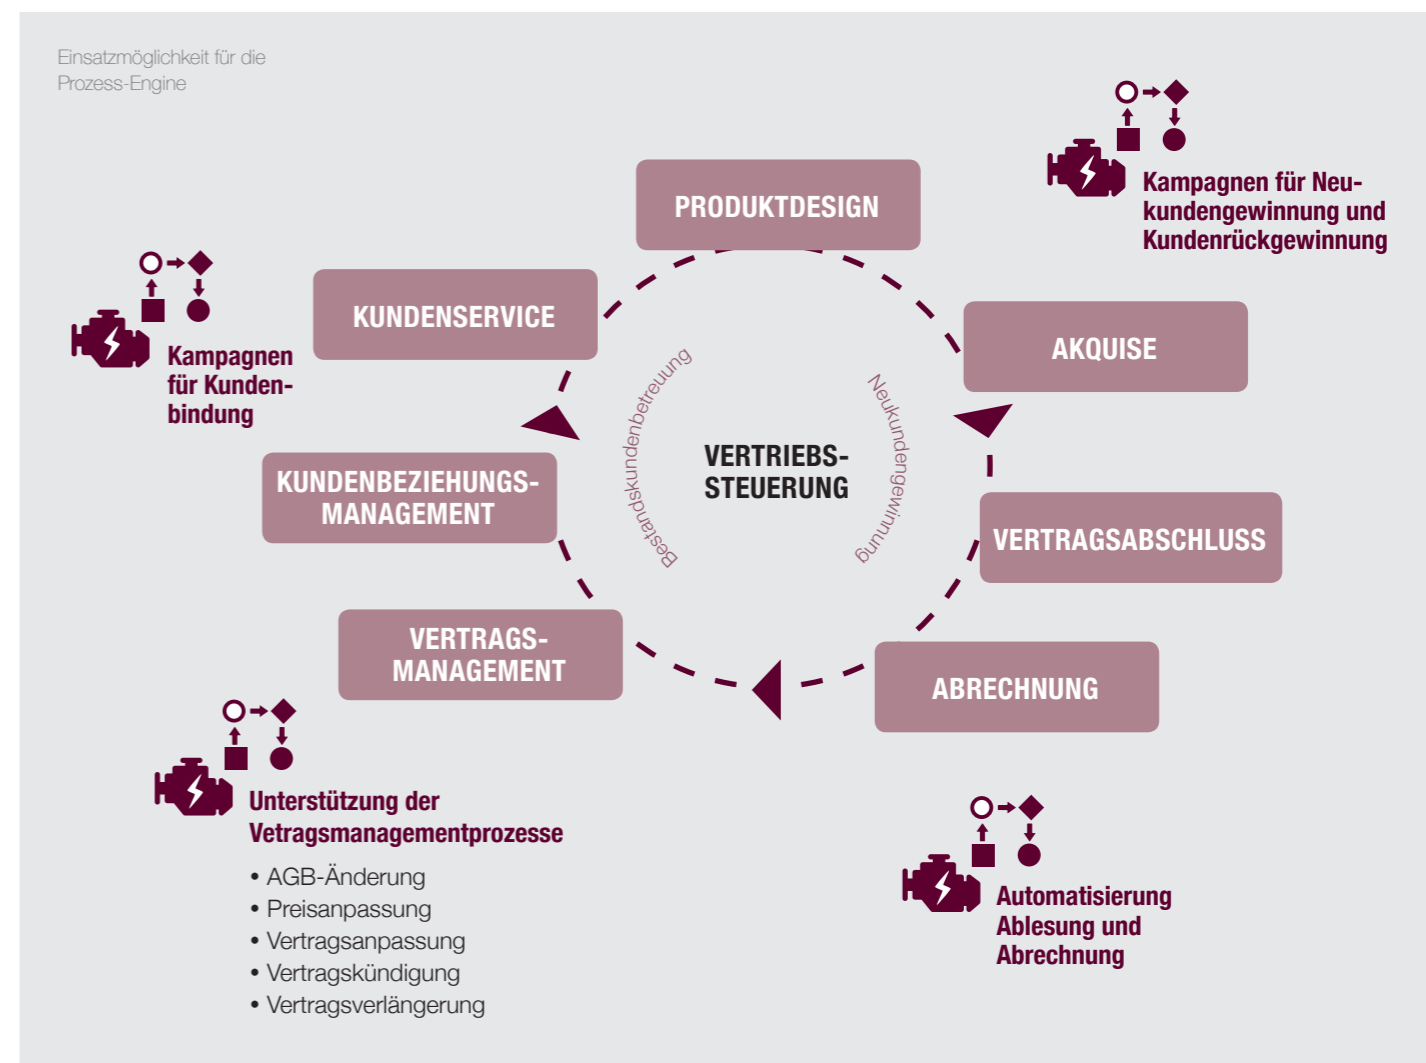 Einsatzmöglichkeit für die
Prozess-Engine
Kampagnen für Neu-
kundengewinnung und
Kundenrückgewinnung
PRODUKTDESIGN
KUNDENSERVICE
AKQUISE
Kampagnen
für Kunden-
bindung
Bestandskundenbetreuung
Neukundengewinnung
VERTRIEBS-
STEUERUNG
KUNDENBEZIEHUNGS-
MANAGEMENT
VERTRAGSABSCHLUSS
VERTRAGS-
MANAGEMENT
ABRECHNUNG
Unterstützung der
Vetragsmanagementprozesse
• AGB-Änderung
• Preisanpassung
• Vertragsanpassung
• Vertragskündigung
• Vertragsverlängerung
Automatisierung
Ablesung und
Abrechnung